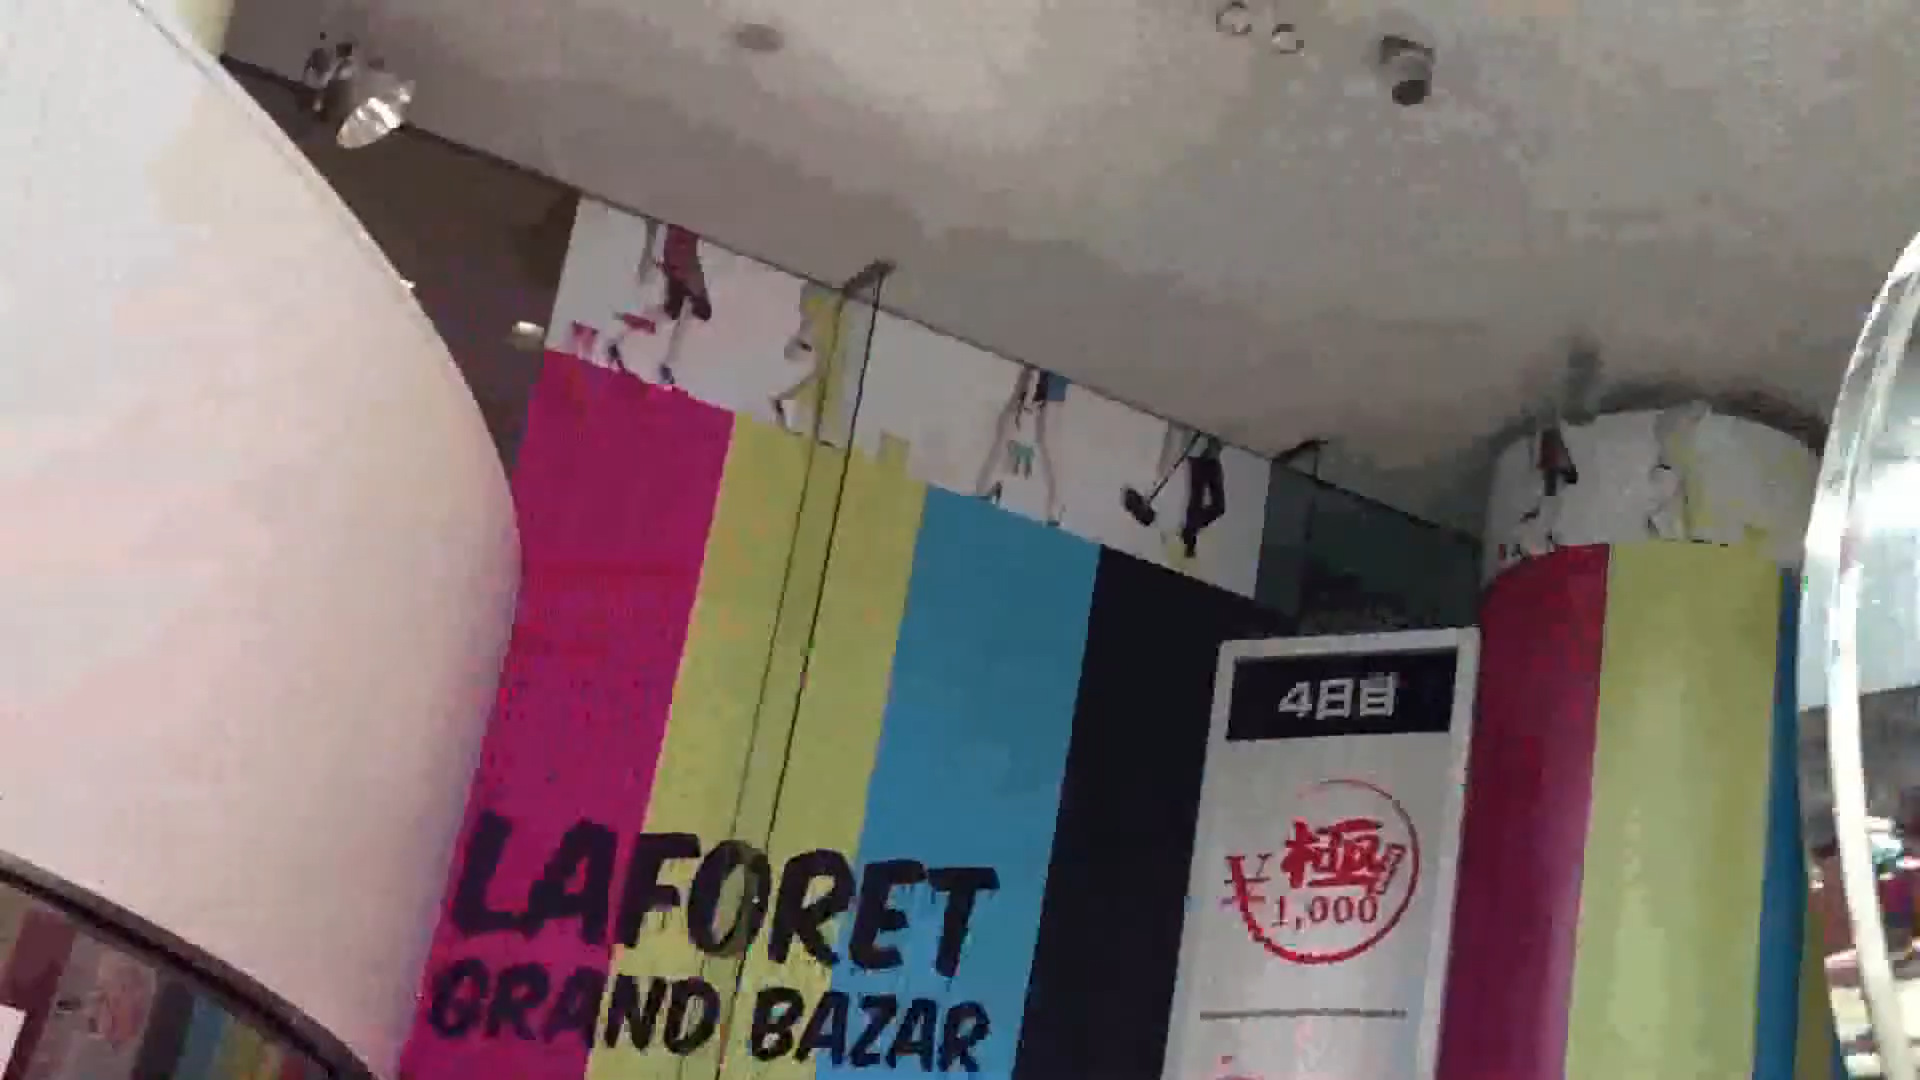 LAFORET
GRAND BAZAR
4日目
極
¥1,000